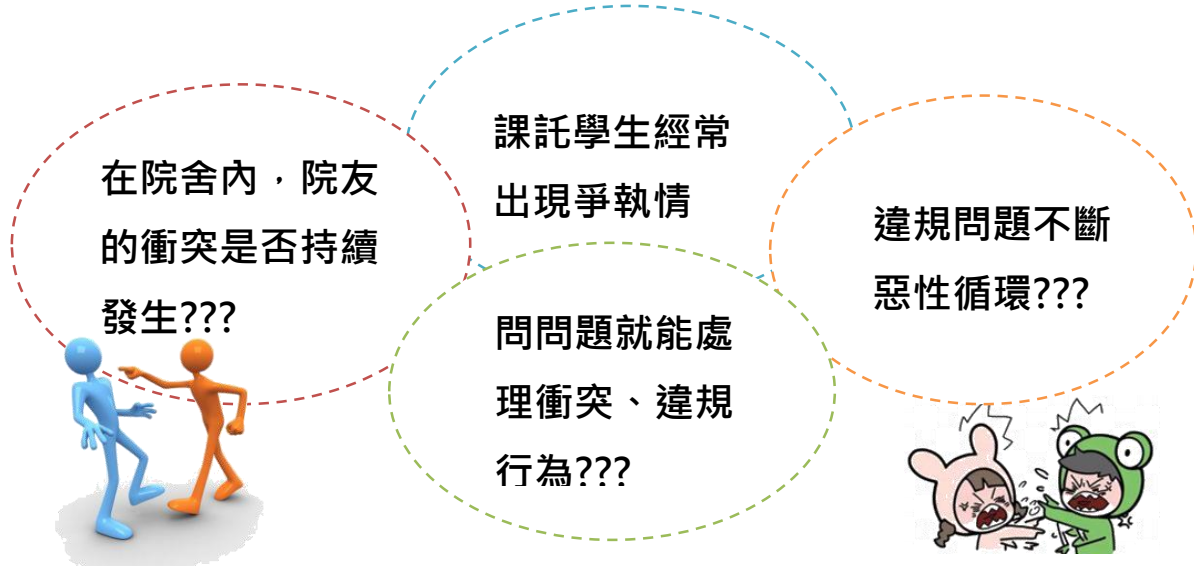 在院舍內，院友
的衝突是否持續
發生???
課託學生經常
出現爭執情
問問題就能處
理衝突、違規
行為???
違規問題不斷
惡性循環???